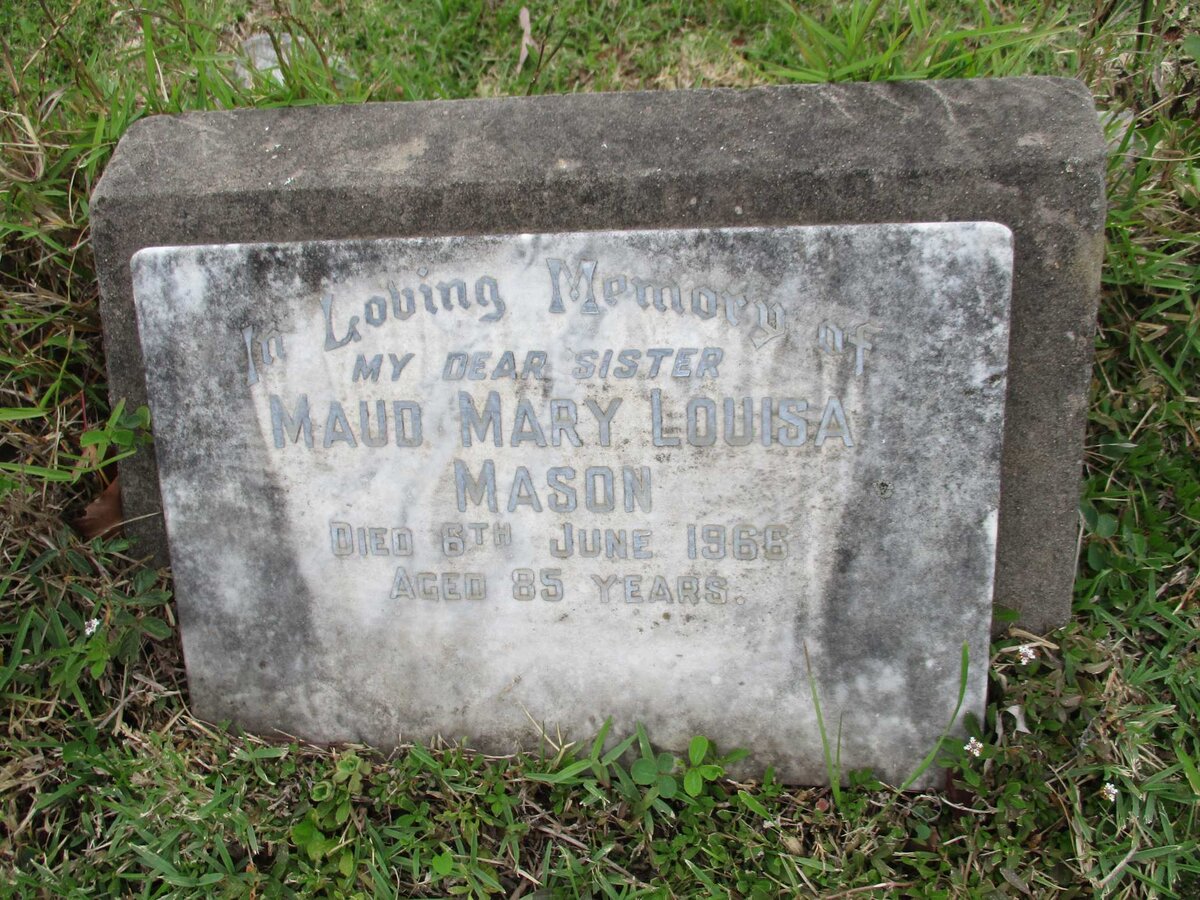 In Loving Memory of
MY DEAR SISTER
MAUD MARY LOUISA
MASON
DIED 6TH JUNE 1966
AGED 85 YEARS.